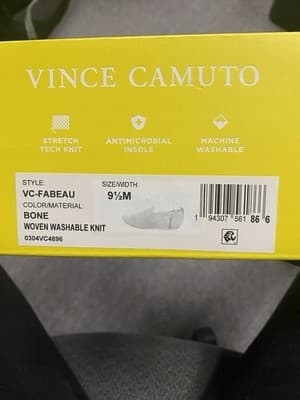 VINCE CAMUTO
STRETCH
TECH KNIT
ANTIMICROBIAL
INSOLE
MACHINE
WASHABLE
STYLE:
VC-FABEAU
COLOR/MATERIAL:
BONE
WOVEN WASHABLE KNIT
0304VC4896
SIZE/WIDTH:
9½M
1 94307 561 86 6